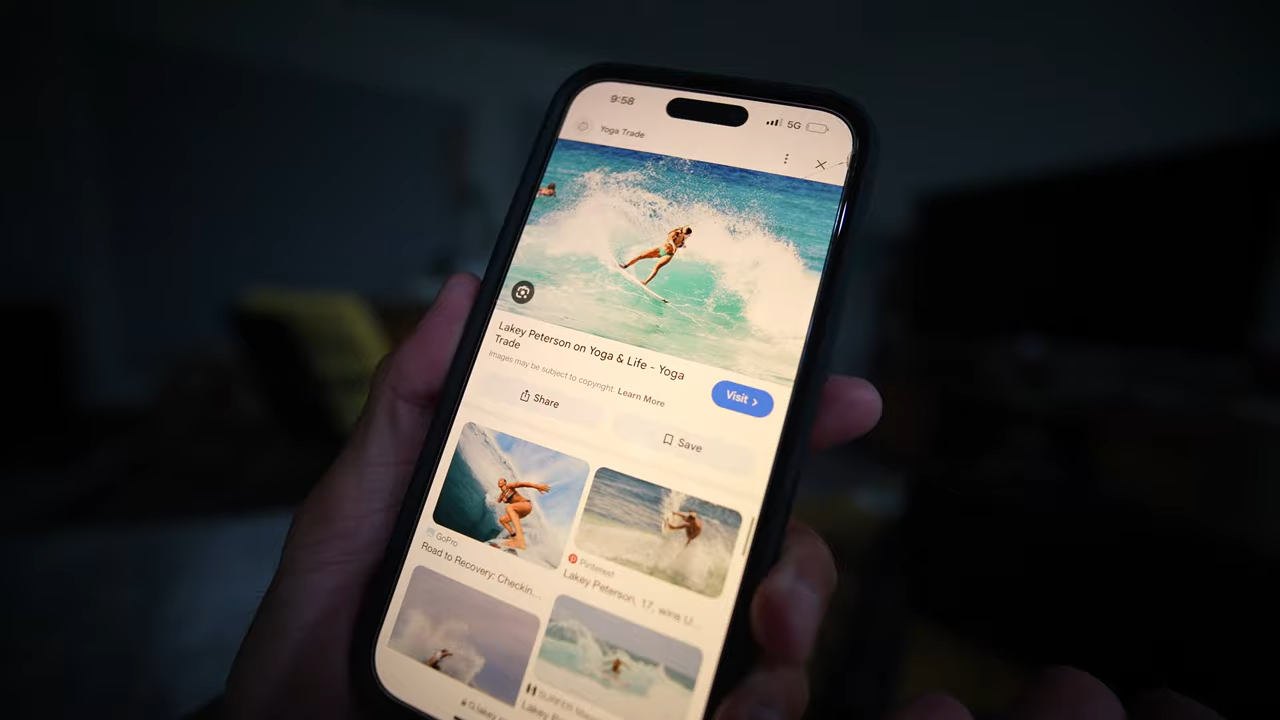 9:58
5G
Yoga Trade
Lakey Peterson on Yoga & Life - Yoga
Trade
Images may be subject to copyright. Learn More
Visit
Share
Save
GoPro
Road to Recovery: Checkin...
Pinterest
Lakey Peterson, 17, wins U...
Lakey